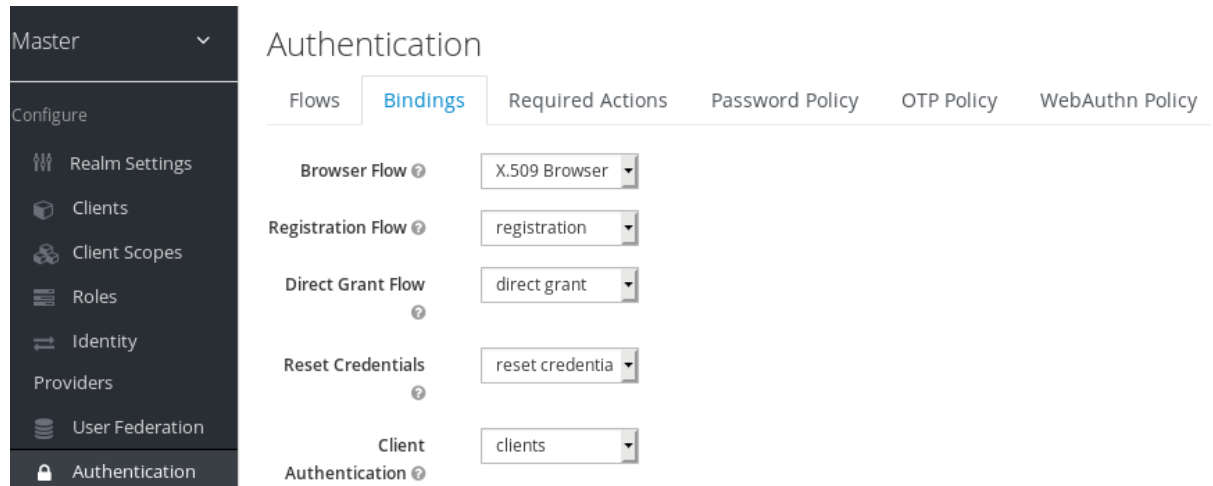 Master
Configure
Realm Settings
Clients
Client Scopes
Roles
Identity
Providers
User Federation
Authentication
Authentication
Flows Bindings Required Actions Password Policy OTP Policy WebAuthn Policy
Browser Flow X.509 Browser
Registration Flow registration
Direct Grant Flow direct grant
Reset Credentials reset credentia
Client clients
Authentication